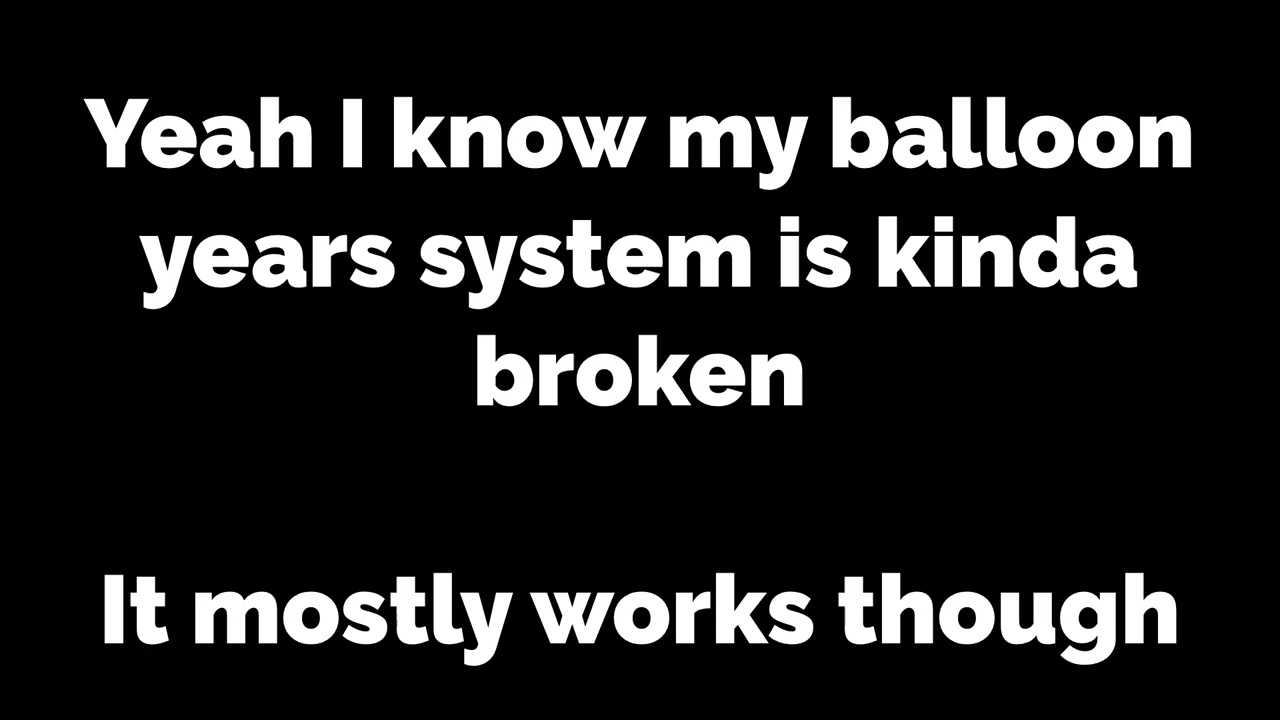 Yeah I know my balloon
years system is kinda
broken
It mostly works though